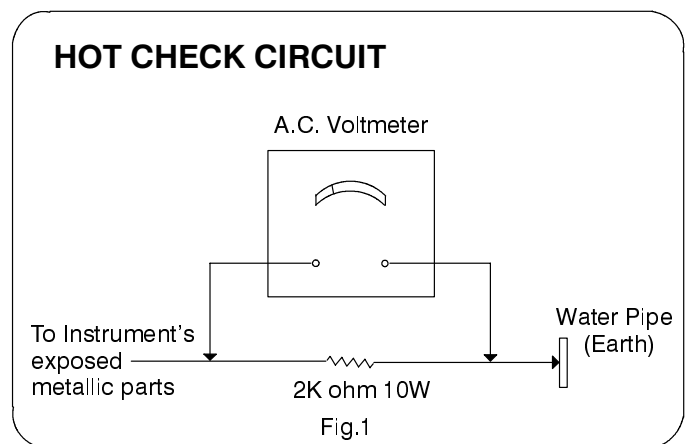 HOT CHECK CIRCUIT
A.C. Voltmeter
To Instrument's
exposed
metallic parts
Water Pipe
(Earth)
2K ohm 10W
Fig.1